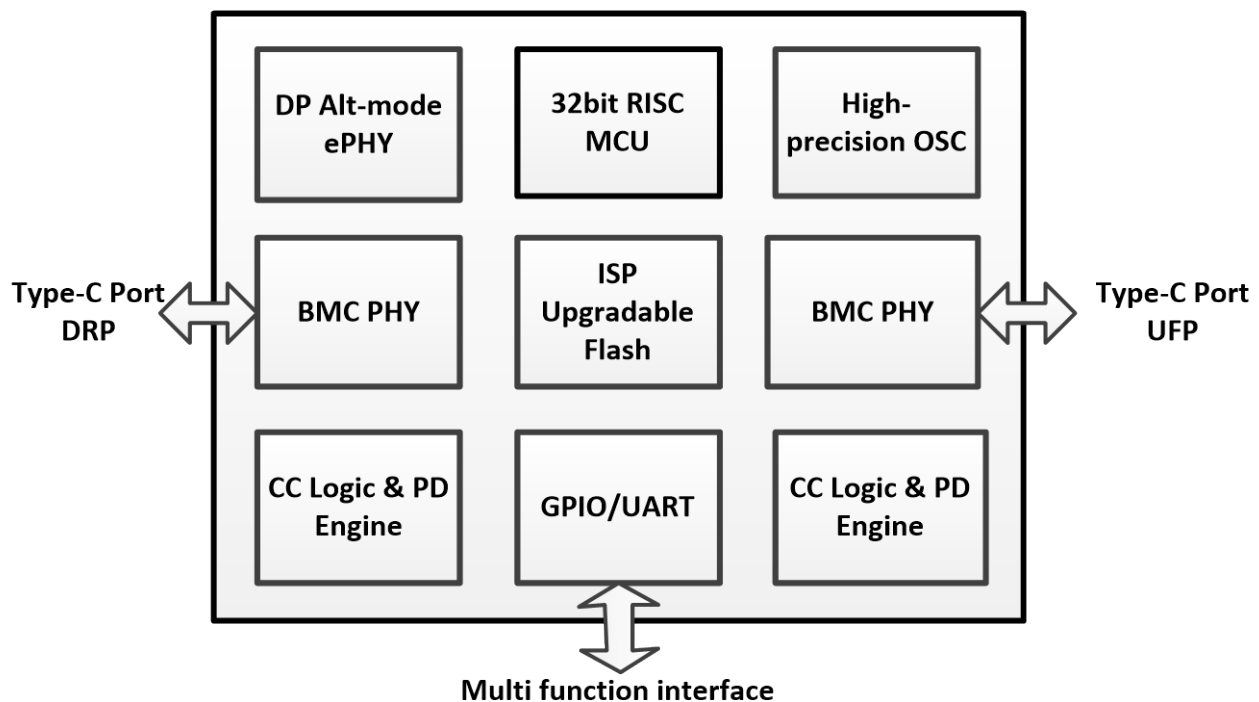 DP Alt-mode
ePHY
32bit RISC
MCU
High-
precision OSC
Type-C Port
DRP
BMC PHY
ISP
Upgradable
Flash
BMC PHY
Type-C Port
UFP
CC Logic & PD
Engine
GPIO/UART
CC Logic & PD
Engine
Multi function interface